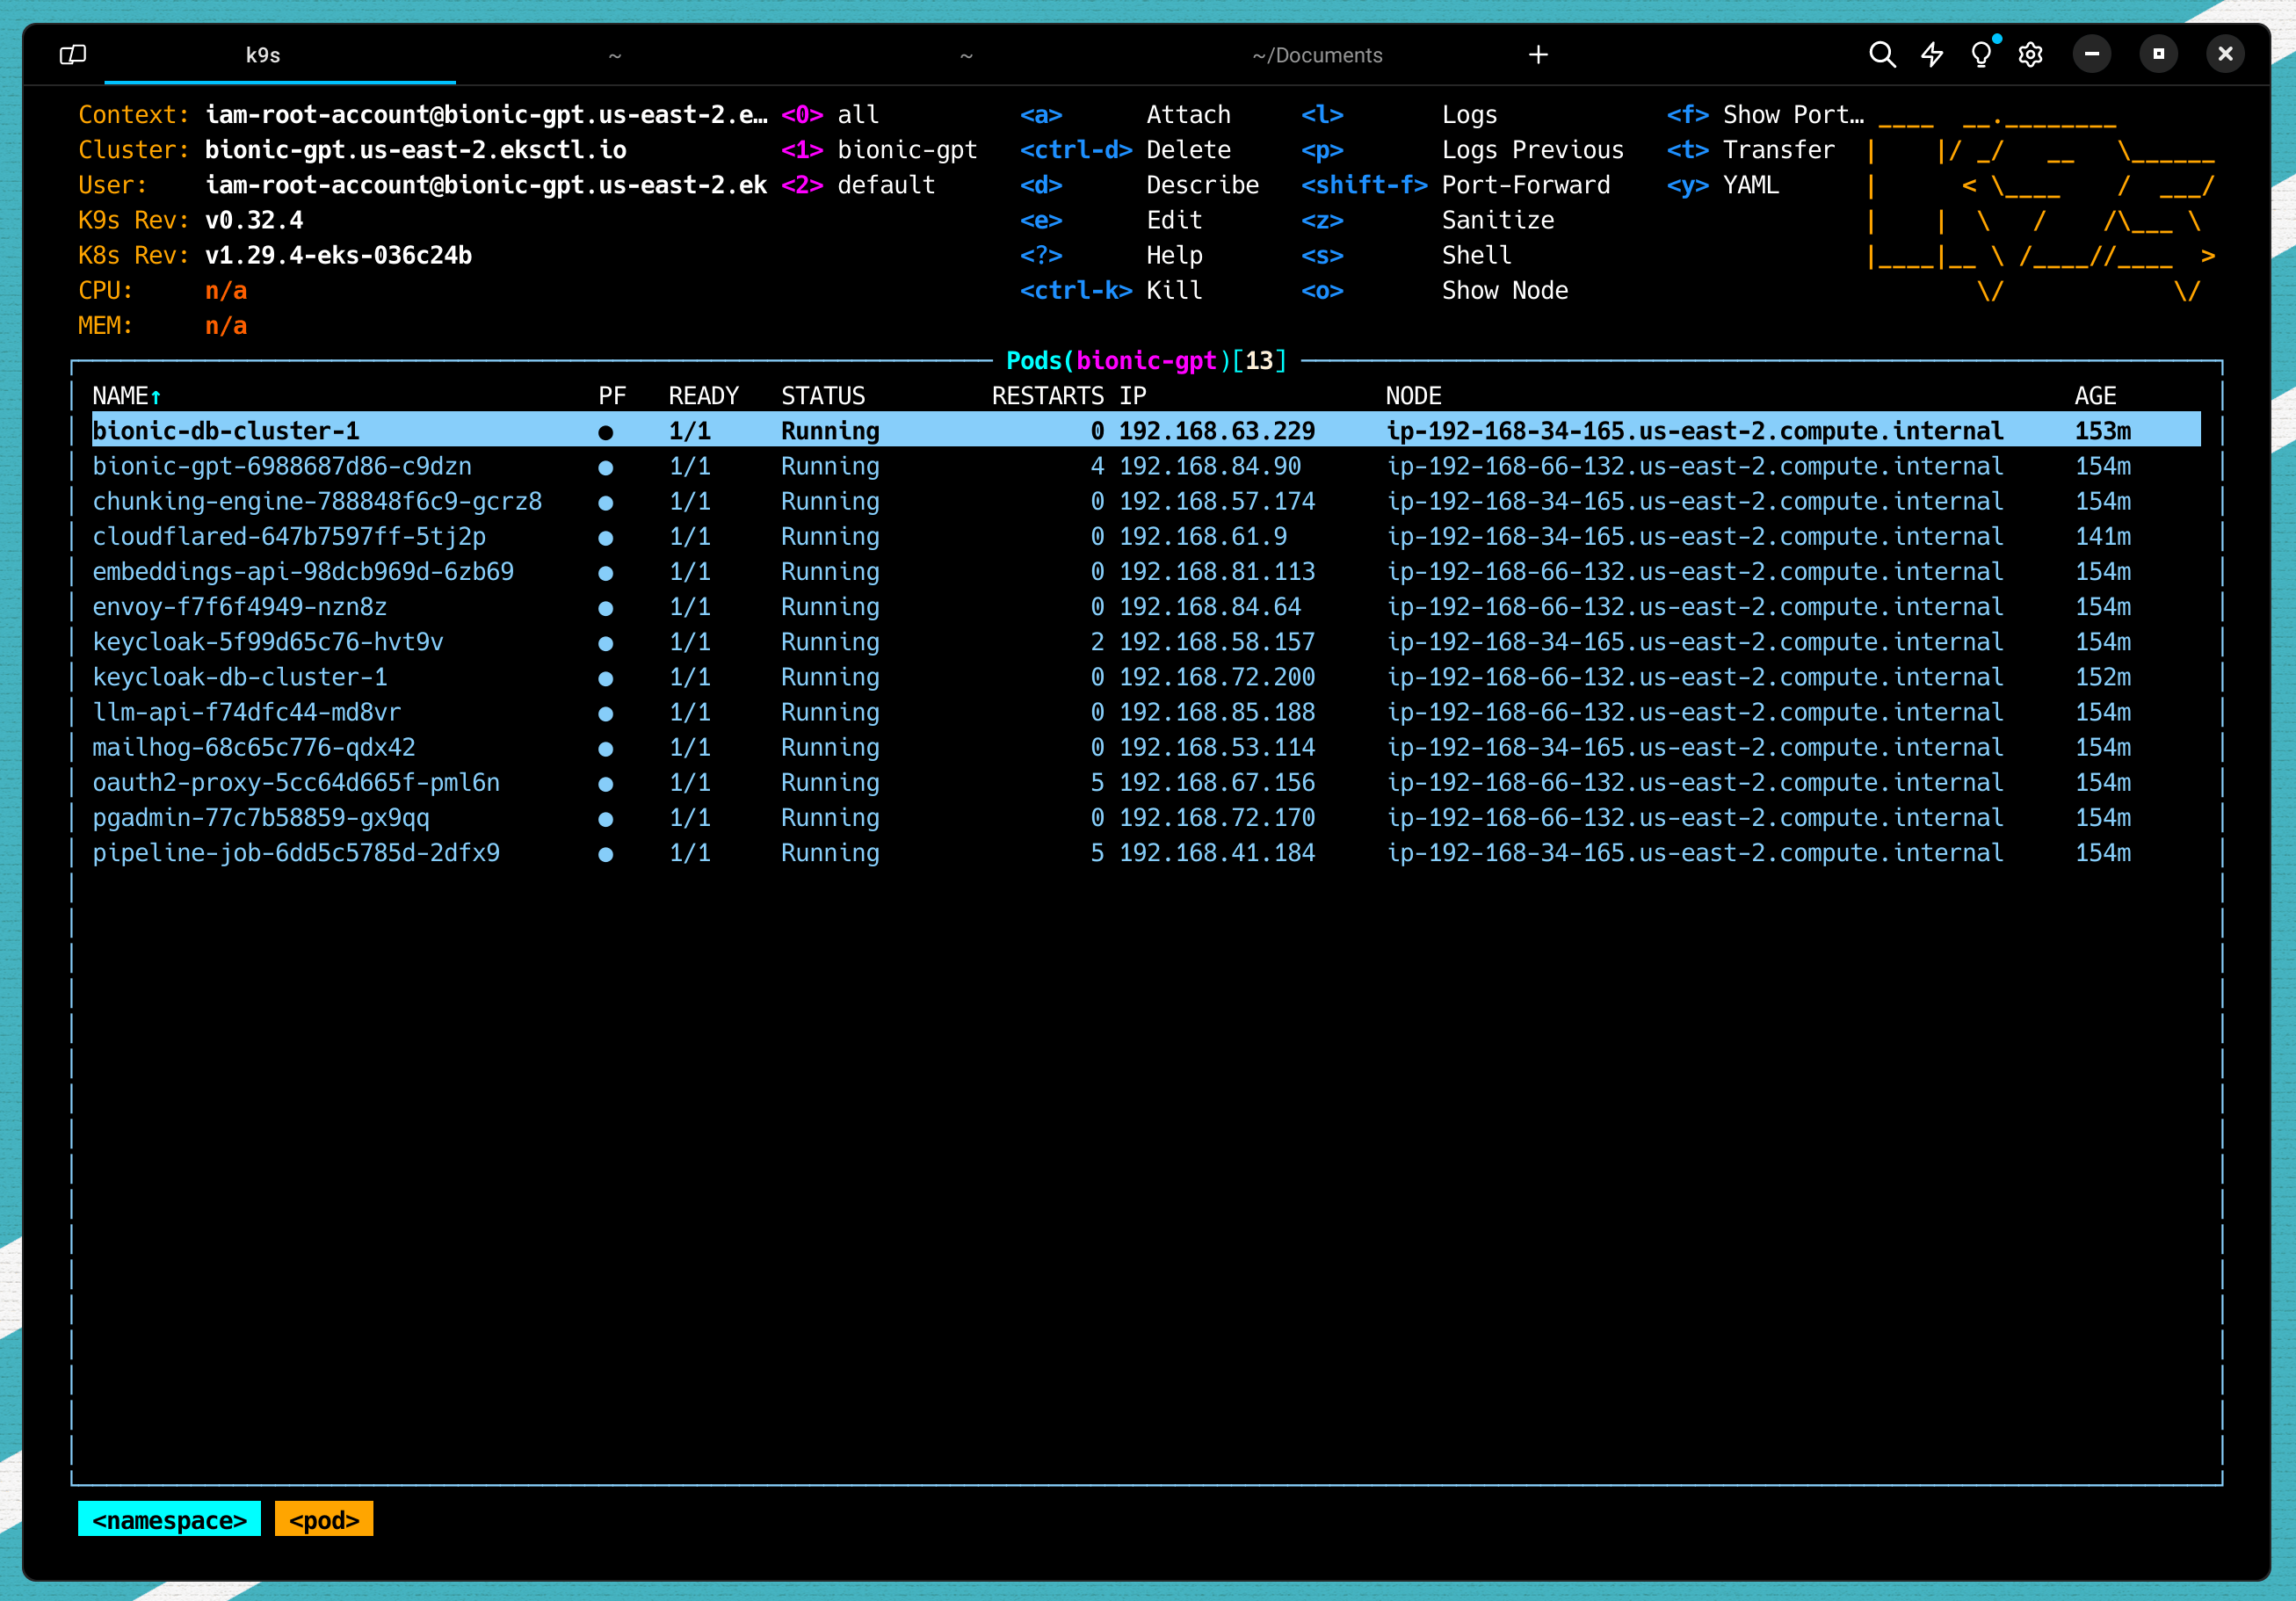 k9s ~ ~ ~/Documents +
Context: iam-root-account@bionic-gpt.us-east-2.e… <0> all <a> Attach <l> Logs <f> Show Port…
Cluster: bionic-gpt.us-east-2.eksctl.io <1> bionic-gpt <ctrl-d> Delete <p> Logs Previous <t> Transfer
User: iam-root-account@bionic-gpt.us-east-2.ek <2> default <d> Describe <shift-f> Port-Forward <y> YAML
K9s Rev: v0.32.4 <e> Edit <z> Sanitize
K8s Rev: v1.29.4-eks-036c24b <?> Help <s> Shell
CPU: n/a <ctrl-k> Kill <o> Show Node
MEM: n/a
Pods(bionic-gpt)[13]
NAME↑ PF READY STATUS RESTARTS IP NODE AGE
bionic-db-cluster-1 ● 1/1 Running 0 192.168.63.229 ip-192-168-34-165.us-east-2.compute.internal 153m
bionic-gpt-6988687d86-c9dzn ● 1/1 Running 4 192.168.84.90 ip-192-168-66-132.us-east-2.compute.internal 154m
chunking-engine-788848f6c9-gcrz8 ● 1/1 Running 0 192.168.57.174 ip-192-168-34-165.us-east-2.compute.internal 154m
cloudflared-647b7597ff-5tj2p ● 1/1 Running 0 192.168.61.9 ip-192-168-34-165.us-east-2.compute.internal 141m
embeddings-api-98dcb969d-6zb69 ● 1/1 Running 0 192.168.81.113 ip-192-168-66-132.us-east-2.compute.internal 154m
envoy-f7f6f4949-nzn8z ● 1/1 Running 0 192.168.84.64 ip-192-168-66-132.us-east-2.compute.internal 154m
keycloak-5f99d65c76-hvt9v ● 1/1 Running 2 192.168.58.157 ip-192-168-34-165.us-east-2.compute.internal 154m
keycloak-db-cluster-1 ● 1/1 Running 0 192.168.72.200 ip-192-168-66-132.us-east-2.compute.internal 152m
llm-api-f74dfc44-md8vr ● 1/1 Running 0 192.168.85.188 ip-192-168-66-132.us-east-2.compute.internal 154m
mailhog-68c65c776-qdx42 ● 1/1 Running 0 192.168.53.114 ip-192-168-34-165.us-east-2.compute.internal 154m
oauth2-proxy-5cc64d665f-pml6n ● 1/1 Running 5 192.168.67.156 ip-192-168-66-132.us-east-2.compute.internal 154m
pgadmin-77c7b58859-gx9qq ● 1/1 Running 0 192.168.72.170 ip-192-168-66-132.us-east-2.compute.internal 154m
pipeline-job-6dd5c5785d-2dfx9 ● 1/1 Running 5 192.168.41.184 ip-192-168-34-165.us-east-2.compute.internal 154m
<namespace> <pod>